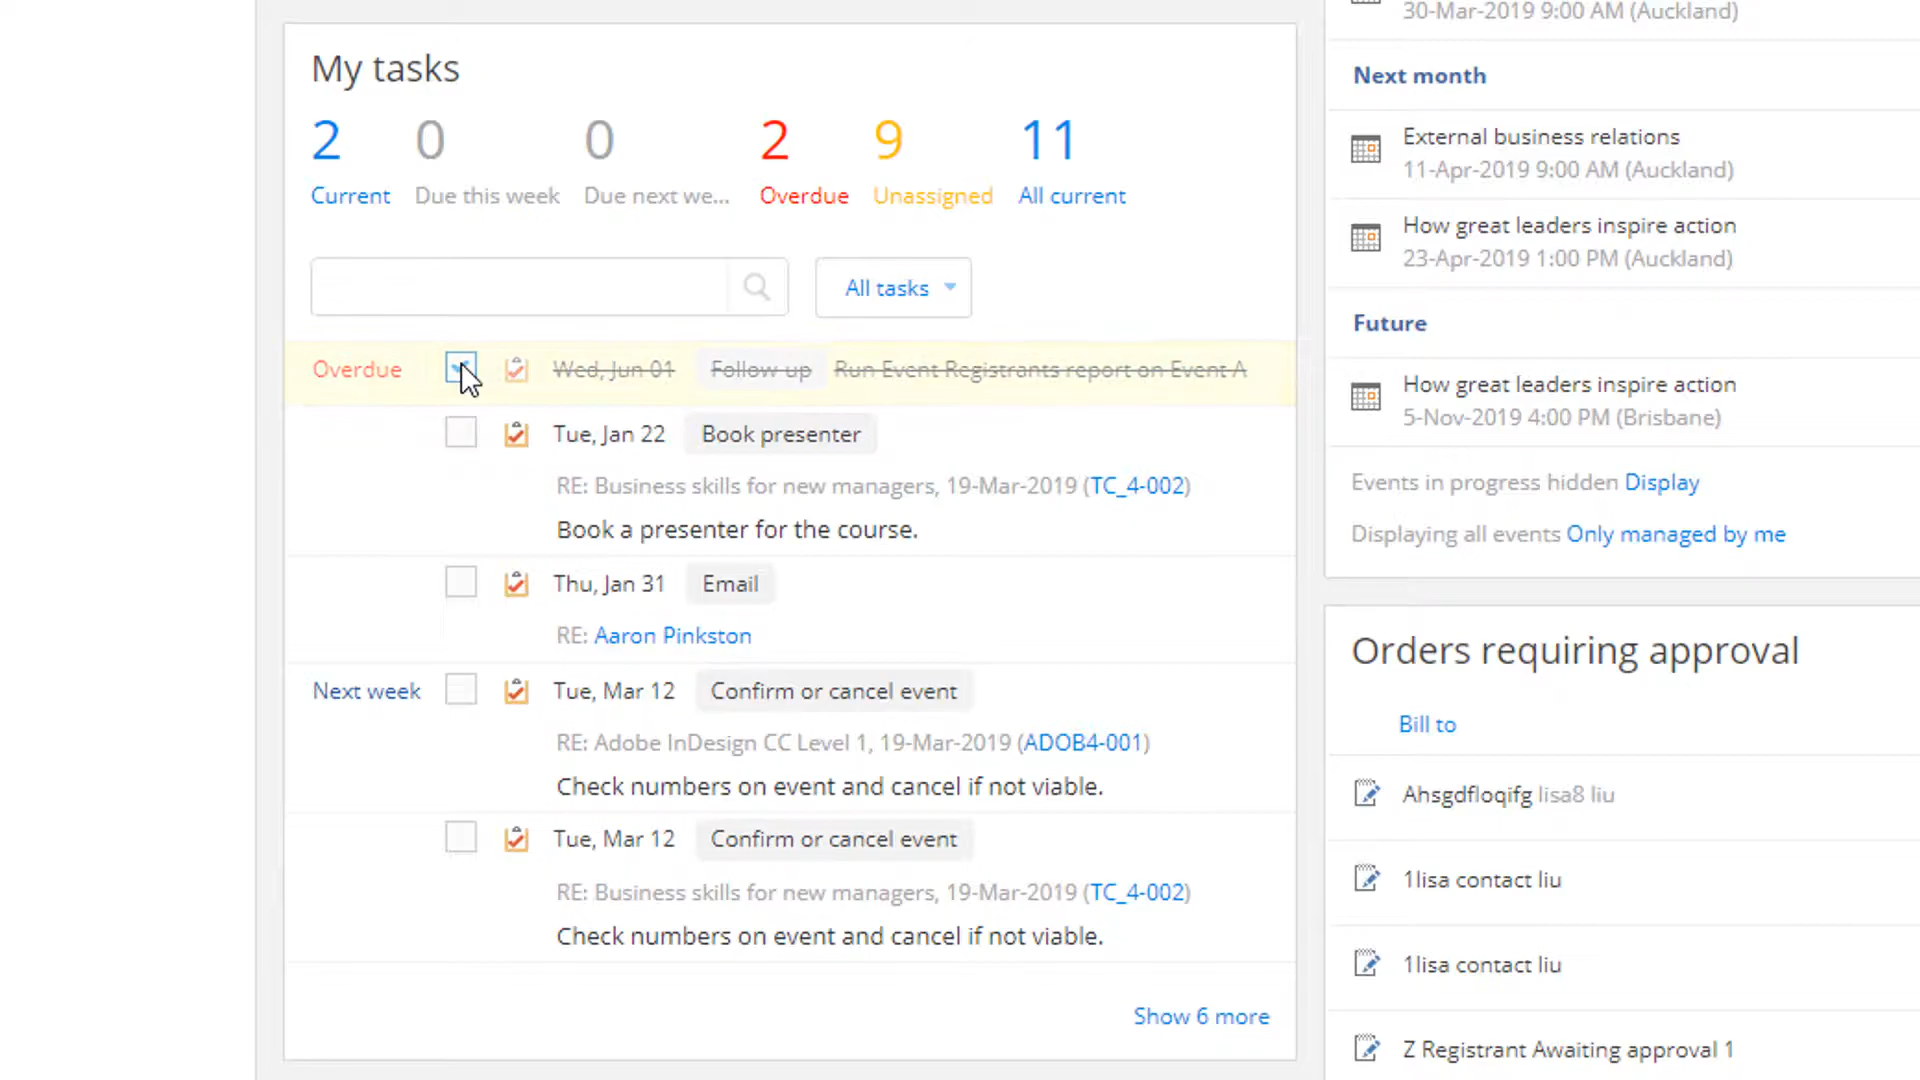 My tasks
2 0 0 2 9 11
Current Due this week Due next we... Overdue Unassigned All current
All tasks
Overdue Wed, Jun 01 Follow up Run Event Registrants report on Event A
Tue, Jan 22 Book presenter
RE: Business skills for new managers, 19-Mar-2019 (TC_4-002)
Book a presenter for the course.
Thu, Jan 31 Email
RE: Aaron Pinkston
Next week Tue, Mar 12 Confirm or cancel event
RE: Adobe InDesign CC Level 1, 19-Mar-2019 (ADOB4-001)
Check numbers on event and cancel if not viable.
Tue, Mar 12 Confirm or cancel event
RE: Business skills for new managers, 19-Mar-2019 (TC_4-002)
Check numbers on event and cancel if not viable.
Show 6 more
30-Mar-2019 9:00 AM (Auckland)
Next month
External business relations
11-Apr-2019 9:00 AM (Auckland)
How great leaders inspire action
23-Apr-2019 1:00 PM (Auckland)
Future
How great leaders inspire action
5-Nov-2019 4:00 PM (Brisbane)
Events in progress hidden Display
Displaying all events Only managed by me
Orders requiring approval
Bill to
Ahsgdfloqifg lisa8 liu
1lisa contact liu
1lisa contact liu
Z Registrant Awaiting approval 1